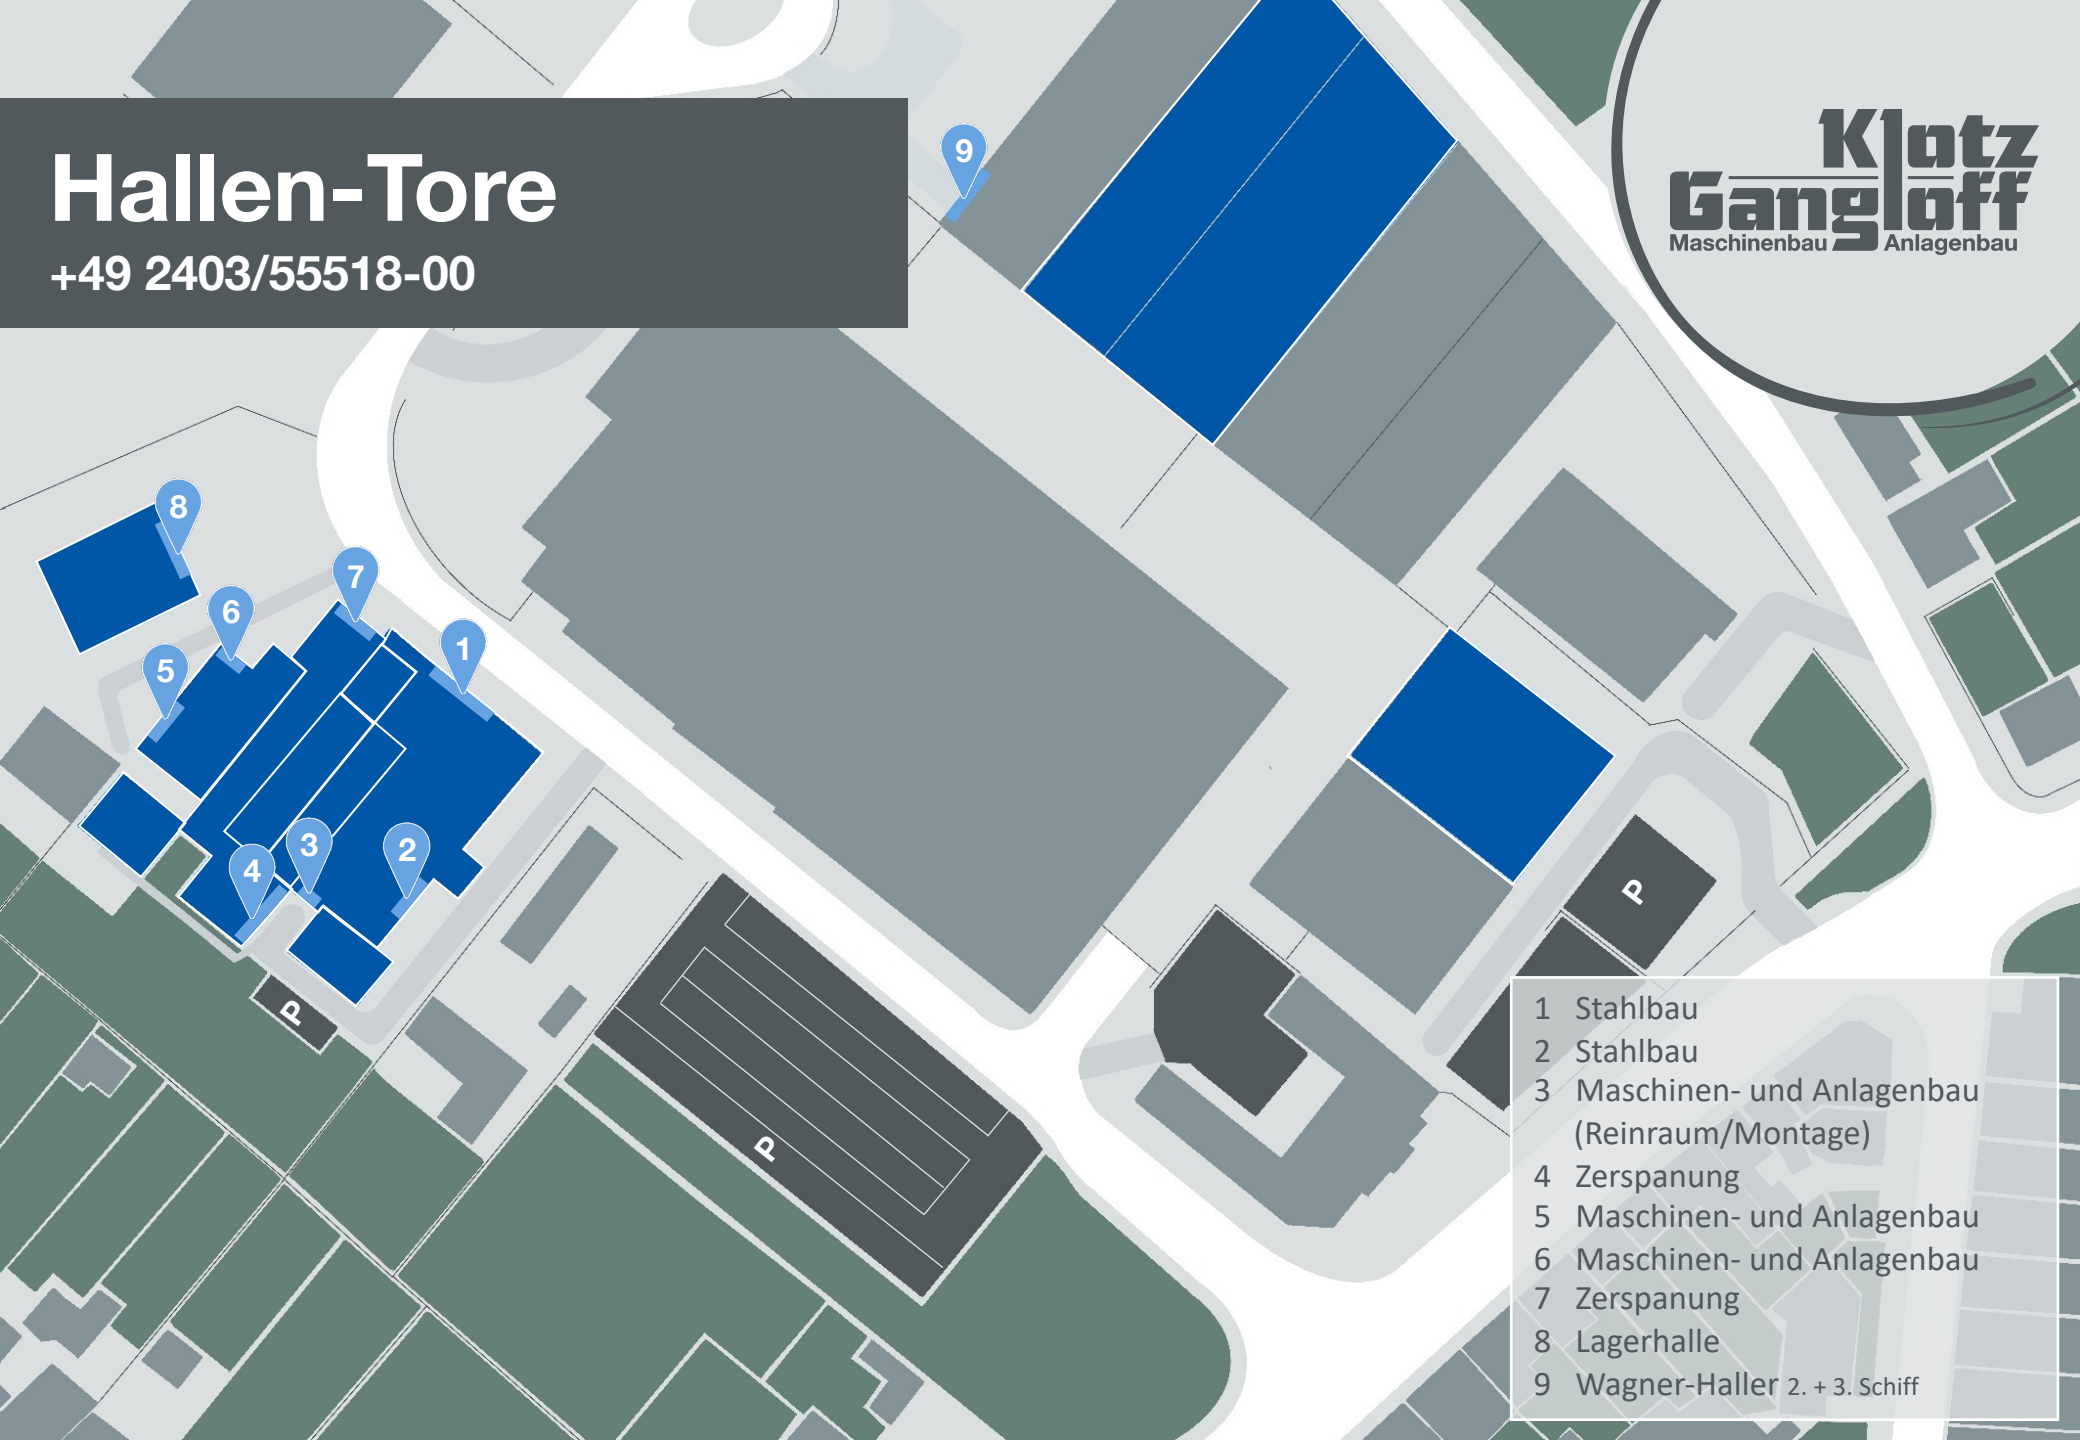 Hallen-Tore
+49 2403/55518-00
Klotz
Gangloff
Maschinenbau Anlagenbau
9
8
7
6
1
5
3
2
4
P
P
P
1 Stahlbau
2 Stahlbau
3 Maschinen- und Anlagenbau
(Reinraum/Montage)
4 Zerspanung
5 Maschinen- und Anlagenbau
6 Maschinen- und Anlagenbau
7 Zerspanung
8 Lagerhalle
9 Wagner-Haller 2. + 3. Schiff